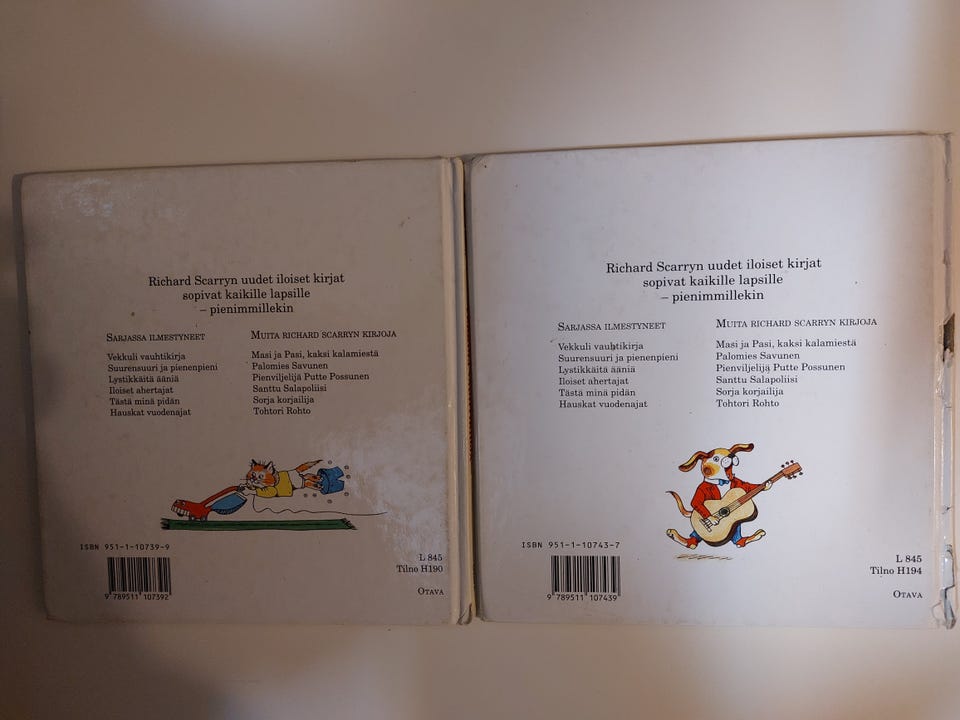 Richard Scarryn uudet iloiset kirjat
sopivat kaikille lapsille
– pienimmillekin
SARJASSA ILMESTYNEET
Vekkuli vauhtikirja
Suurensuuri ja pienenpieni
Lystikkäitä ääniä
Iloiset ahertajat
Tästä minä pidän
Hauskat vuodenajat
MUITA RICHARD SCARRYN KIRJOJA
Masi ja Pasi, kaksi kalamiestä
Palomies Savunen
Pienviljelijä Putte Possunen
Santtu Salapoliisi
Sorja korjailija
Tohtori Rohto
ISBN 951-1-10739-9
9 789511 107392
L 845
Tilno H190
OTAVA
Richard Scarryn uudet iloiset kirjat
sopivat kaikille lapsille
– pienimmillekin
SARJASSA ILMESTYNEET
Vekkuli vauhtikirja
Suurensuuri ja pienenpieni
Lystikkäitä ääniä
Iloiset ahertajat
Tästä minä pidän
Hauskat vuodenajat
MUITA RICHARD SCARRYN KIRJOJA
Masi ja Pasi, kaksi kalamiestä
Palomies Savunen
Pienviljelijä Putte Possunen
Santtu Salapoliisi
Sorja korjailija
Tohtori Rohto
ISBN 951-1-10743-7
9 789511 107439
L 845
Tilno H194
OTAVA